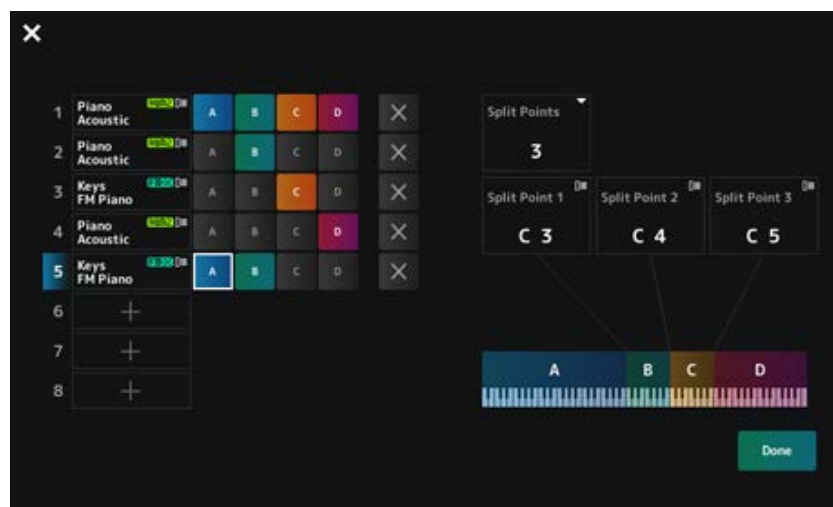 1 Piano Acoustic A B C D
2 Piano Acoustic A B C D
3 Keys FM Piano A B C D
4 Piano Acoustic A B C D
5 Keys FM Piano A B C D
6
7
8
Split Points
3
Split Point 1 Split Point 2 Split Point 3
C 3 C 4 C 5
A B C D
Done